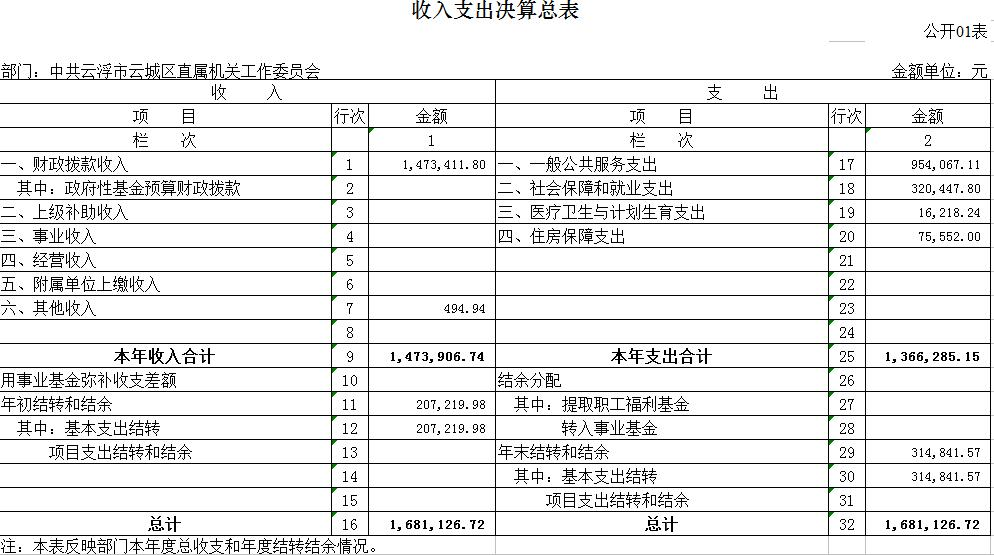 收入支出决算总表
公开01表
部门：中共云浮市云城区直属机关工作委员会 金额单位：元
收 入 支 出
项 目 行次 金额 项 目 行次 金额
栏 次 1 栏 次 2
一、财政拨款收入 1 1,473,411.80 一、一般公共服务支出 17 954,067.11
其中：政府性基金预算财政拨款 2 二、社会保障和就业支出 18 320,447.80
二、上级补助收入 3 三、医疗卫生与计划生育支出 19 16,218.24
三、事业收入 4 四、住房保障支出 20 75,552.00
四、经营收入 5 21
五、附属单位上缴收入 6 22
六、其他收入 7 494.94 23
8 24
本年收入合计 9 1,473,906.74 本年支出合计 25 1,366,285.15
用事业基金弥补收支差额 10 结余分配 26
年初结转和结余 11 207,219.98 其中：提取职工福利基金 27
其中：基本支出结转 12 207,219.98 转入事业基金 28
项目支出结转和结余 13 年末结转和结余 29 314,841.57
14 其中：基本支出结转 30 314,841.57
15 项目支出结转和结余 31
总计 16 1,681,126.72 总计 32 1,681,126.72
注：本表反映部门本年度总收支和年度结转结余情况。